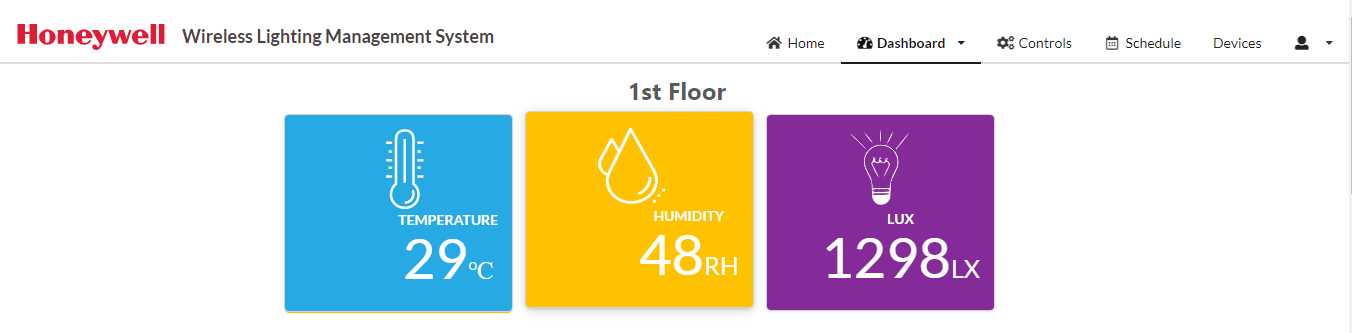 Honeywell Wireless Lighting Management System Home Dashboard Controls Schedule Devices
1st Floor
TEMPERATURE
29°C
HUMIDITY
48RH
LUX
1298LX